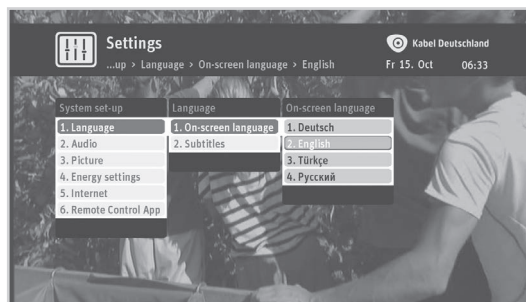 Settings
Kabel Deutschland
...up > Language > On-screen language > English
Fr 15. Oct 06:33
System set-up
1. Language
2. Audio
3. Picture
4. Energy settings
5. Internet
6. Remote Control App
Language
1. On-screen language
2. Subtitles
On-screen language
1. Deutsch
2. English
3. Türkçe
4. Русский